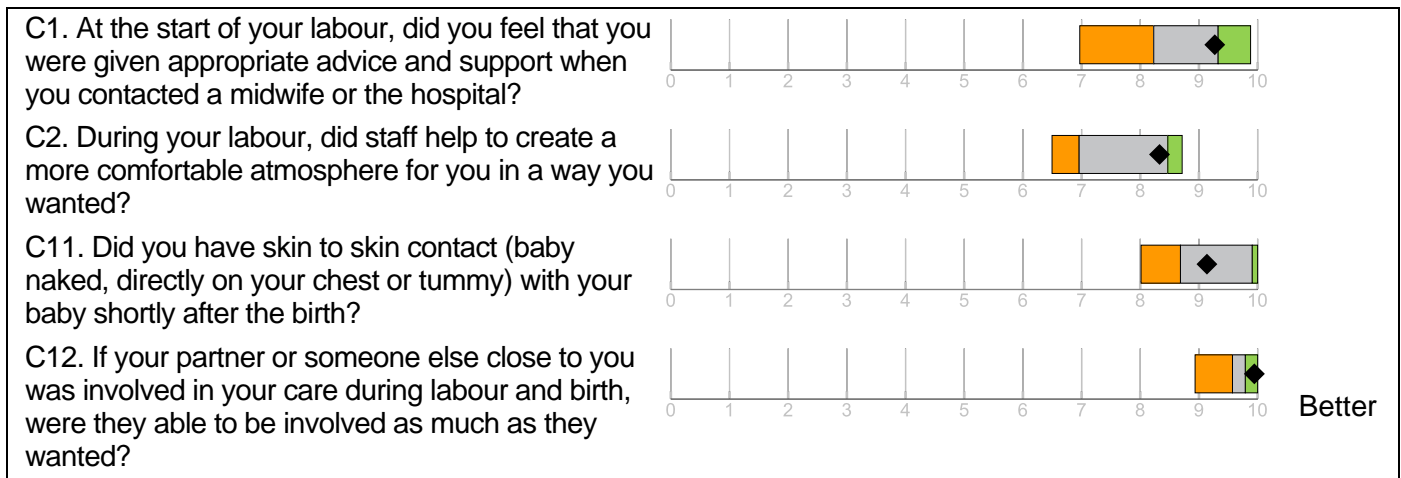 C1. At the start of your labour, did you feel that you
were given appropriate advice and support when
you contacted a midwife or the hospital?
0 1 2 3 4 5 6 7 8 9 10
C2. During your labour, did staff help to create a
more comfortable atmosphere for you in a way you
wanted?
0 1 2 3 4 5 6 7 8 9 10
C11. Did you have skin to skin contact (baby
naked, directly on your chest or tummy) with your
baby shortly after the birth?
0 1 2 3 4 5 6 7 8 9 10
C12. If your partner or someone else close to you
was involved in your care during labour and birth,
were they able to be involved as much as they
wanted?
0 1 2 3 4 5 6 7 8 9 10
Better